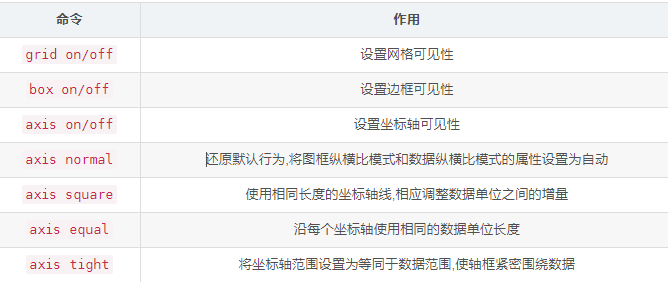 命令 作用
grid on/off 设置网格可见性
box on/off 设置边框可见性
axis on/off 设置坐标轴可见性
axis normal 还原默认行为,将图框纵横比模式和数据纵横比模式的属性设置为自动
axis square 使用相同长度的坐标轴线,相应调整数据单位之间的增量
axis equal 沿每个坐标轴使用相同的数据单位长度
axis tight 将坐标轴范围设置为等同于数据范围,使轴框紧密围绕数据